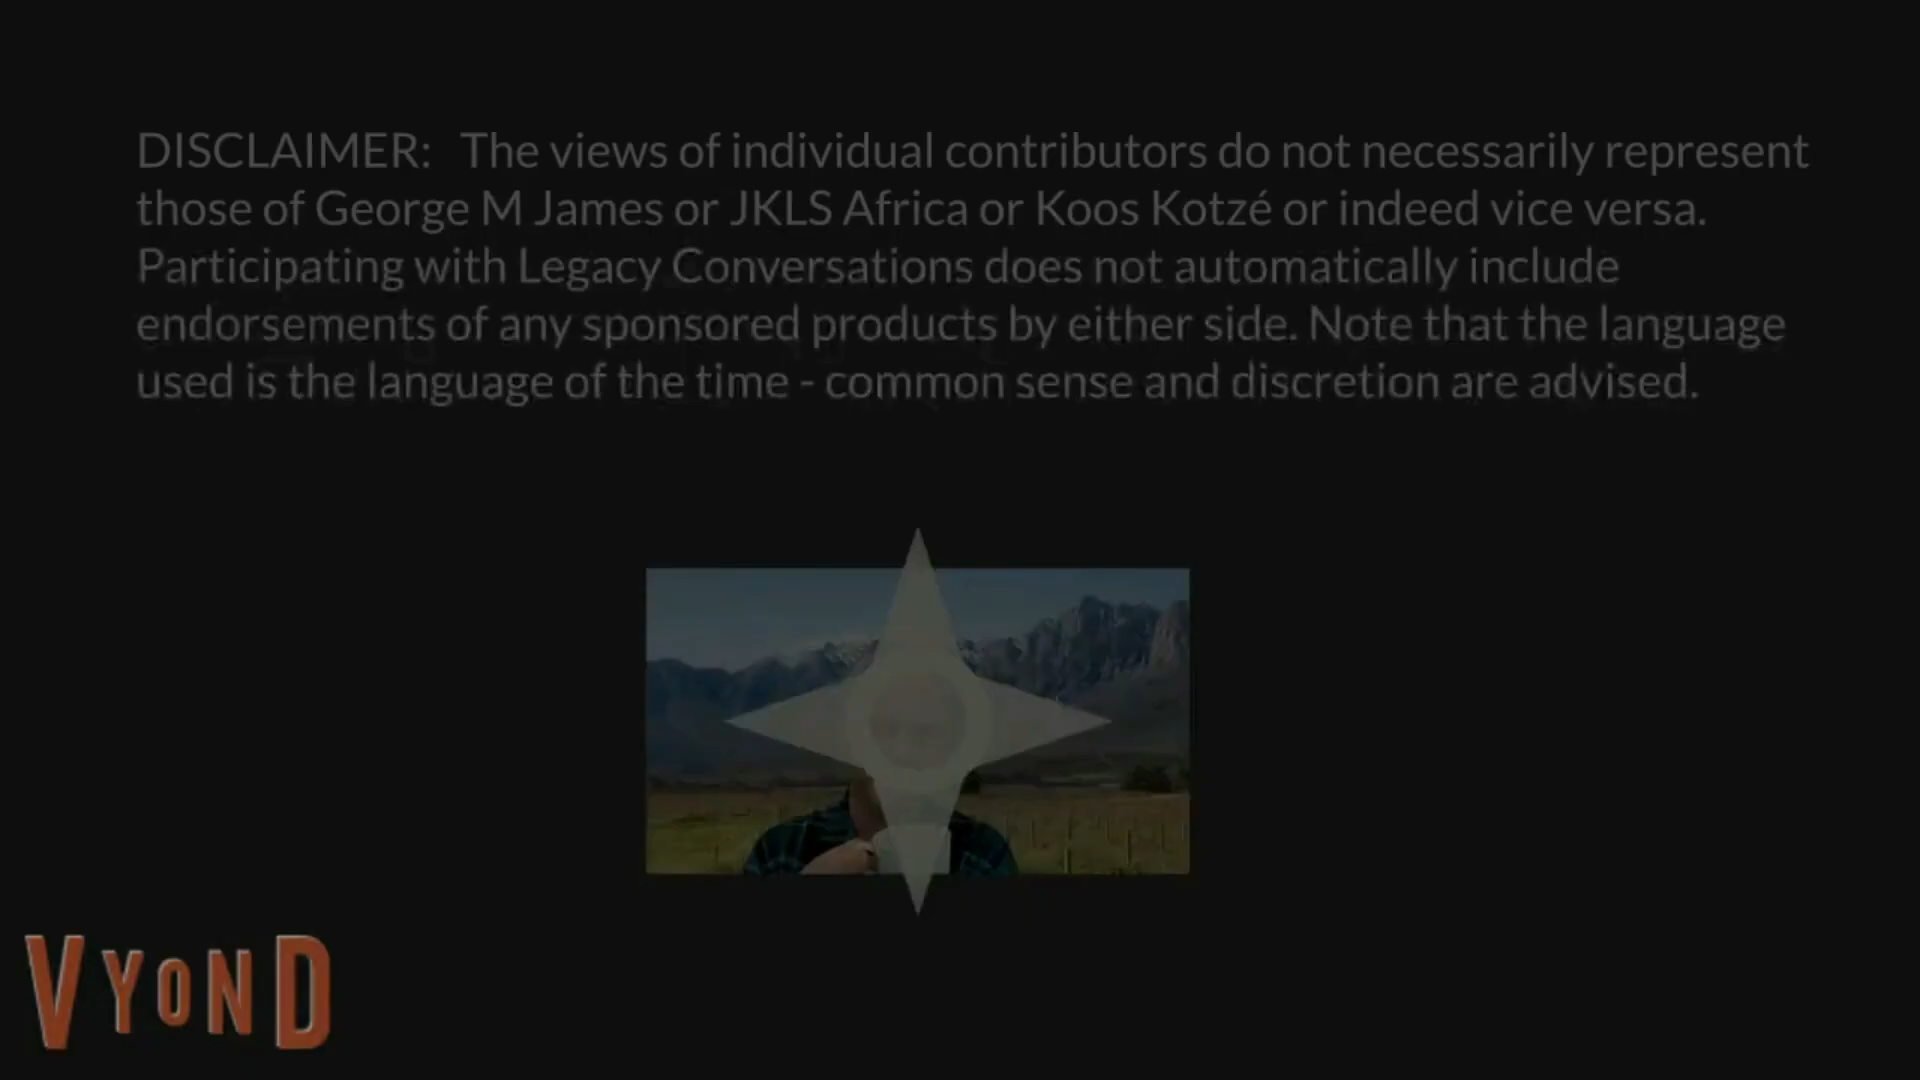 DISCLAIMER: The views of individual contributors do not necessarily represent
those of George M James or JKLS Africa or Koos Kotzé or indeed vice versa.
Participating with Legacy Conversations does not automatically include
endorsements of any sponsored products by either side. Note that the language
used is the language of the time - common sense and discretion are advised.
VYOND